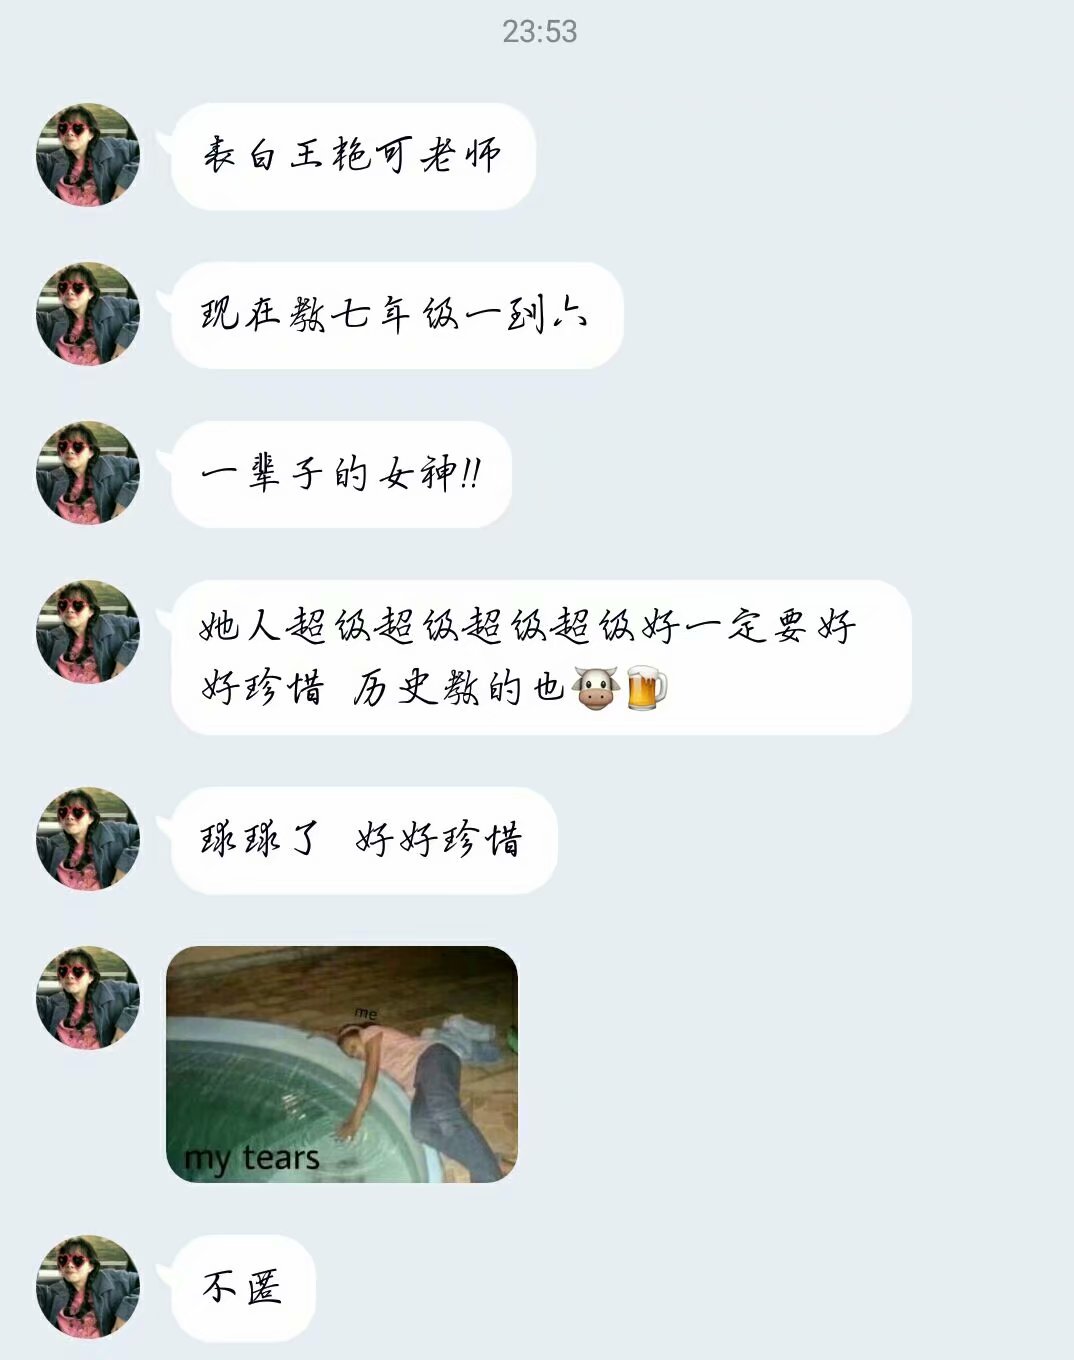 23:53
表白王艳可老师
现在教七年级一到六
一辈子的女神!!
她人超级超级超级超级好一定要好
好珍惜 历史教的也🐮🍺
球球了 好好珍惜
me
my tears
不匿